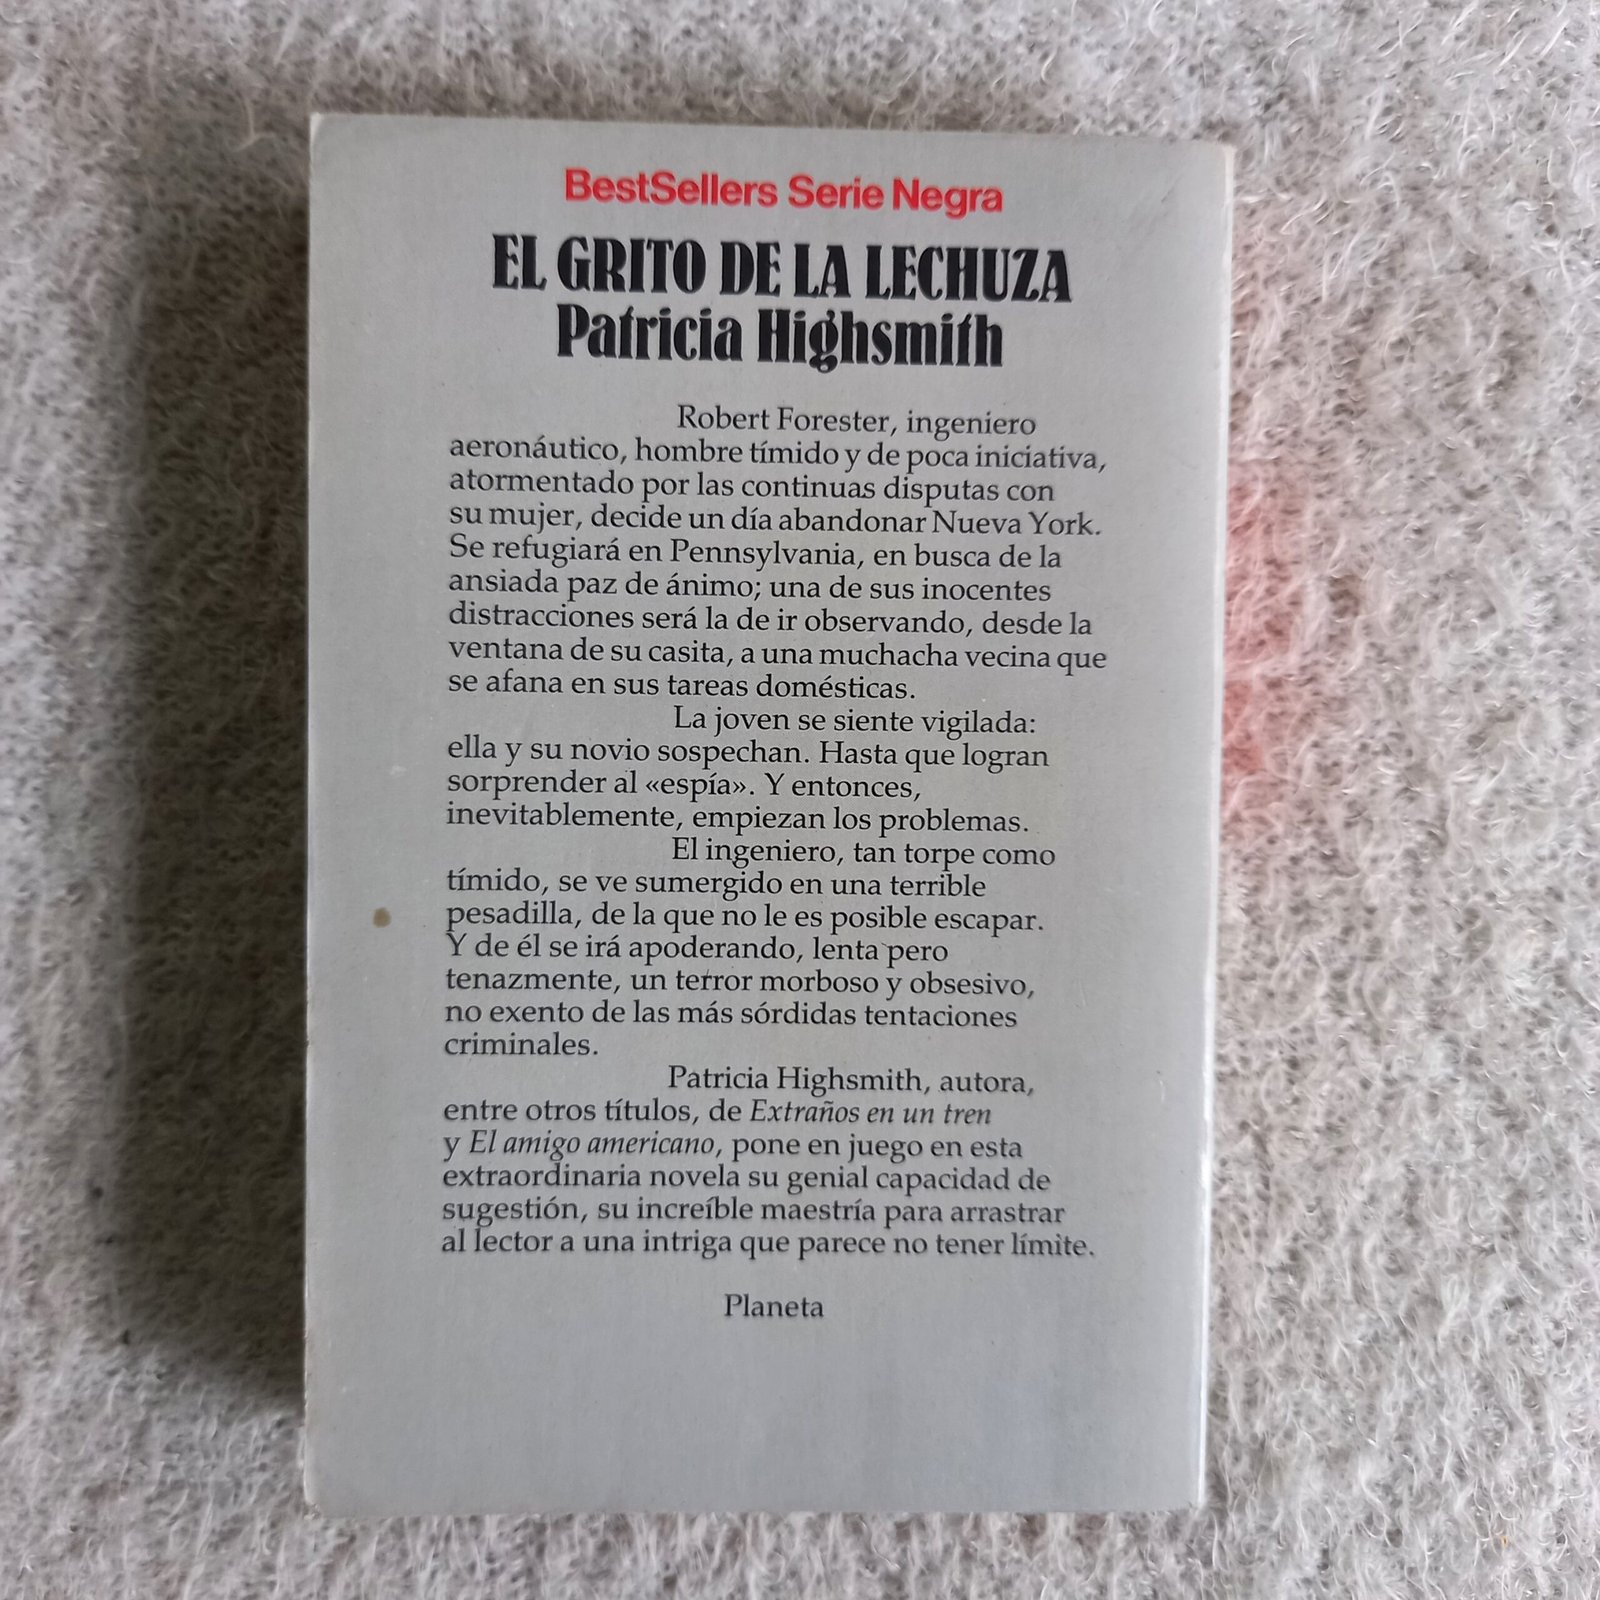 BestSellers Serie Negra
EL GRITO DE LA LECHUZA
Patricia Highsmith
Robert Forester, ingeniero
aeronáutico, hombre tímido y de poca iniciativa,
atormentado por las continuas disputas con
su mujer, decide un día abandonar Nueva York.
Se refugiará en Pennsylvania, en busca de la
ansiada paz de ánimo; una de sus inocentes
distracciones será la de ir observando, desde la
ventana de su casita, a una muchacha vecina que
se afana en sus tareas domésticas.
La joven se siente vigilada:
ella y su novio sospechan. Hasta que logran
sorprender al «espía». Y entonces,
inevitablemente, empiezan los problemas.
El ingeniero, tan torpe como
tímido, se ve sumergido en una terrible
pesadilla, de la que no le es posible escapar.
Y de él se irá apoderando, lenta pero
tenazmente, un terror morboso y obsesivo,
no exento de las más sórdidas tentaciones
criminales.
Patricia Highsmith, autora,
entre otros títulos, de Extraños en un tren
y El amigo americano, pone en juego en esta
extraordinaria novela su genial capacidad de
sugestión, su increíble maestría para arrastrar
al lector a una intriga que parece no tener límite.
Planeta